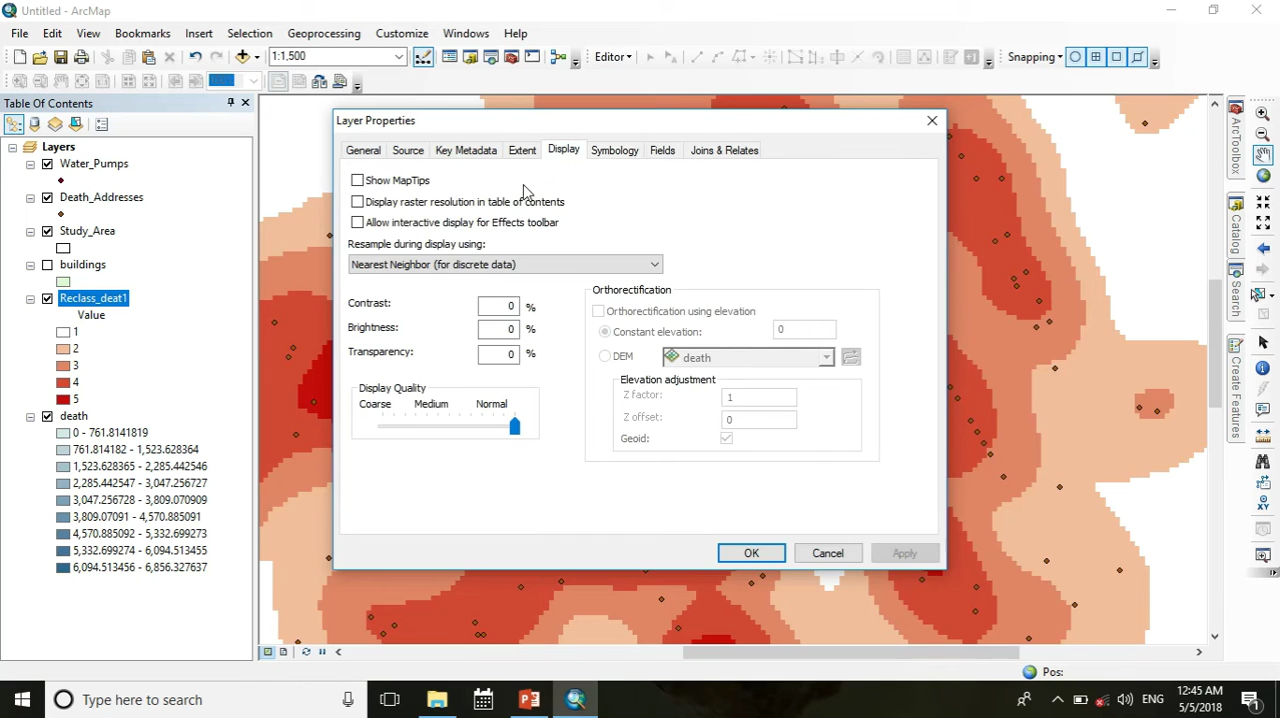 Untitled - ArcMap
File Edit View Bookmarks Insert Selection Geoprocessing Customize Windows Help
1:1,500
Editor
Snapping
Table Of Contents
Layers
Water_Pumps
Death_Addresses
Study_Area
buildings
Reclass_deat1
Value
1
2
3
4
5
death
0 - 761.8141819
761.814182 - 1,523.628364
1,523.628365 - 2,285.442546
2,285.442547 - 3,047.256727
3,047.256728 - 3,809.070909
3,809.07091 - 4,570.885091
4,570.885092 - 5,332.699273
5,332.699274 - 6,094.513455
6,094.513456 - 6,856.327637
Layer Properties
General Source Key Metadata Extent Display Symbology Fields Joins & Relates
Show MapTips
Display raster resolution in table of contents
Allow interactive display for Effects toolbar
Resample during display using:
Nearest Neighbor (for discrete data)
Contrast: 0 %
Brightness: 0 %
Transparency: 0 %
Display Quality
Coarse Medium Normal
Orthorectification
Orthorectification using elevation
Constant elevation: 0
DEM death
Elevation adjustment
Z factor: 1
Z offset: 0
Geoid:
OK Cancel Apply
ArcToolbox
Catalog
Search
Create Features
XY
Pos:
Type here to search
ENG
12:45 AM
5/5/2018
1